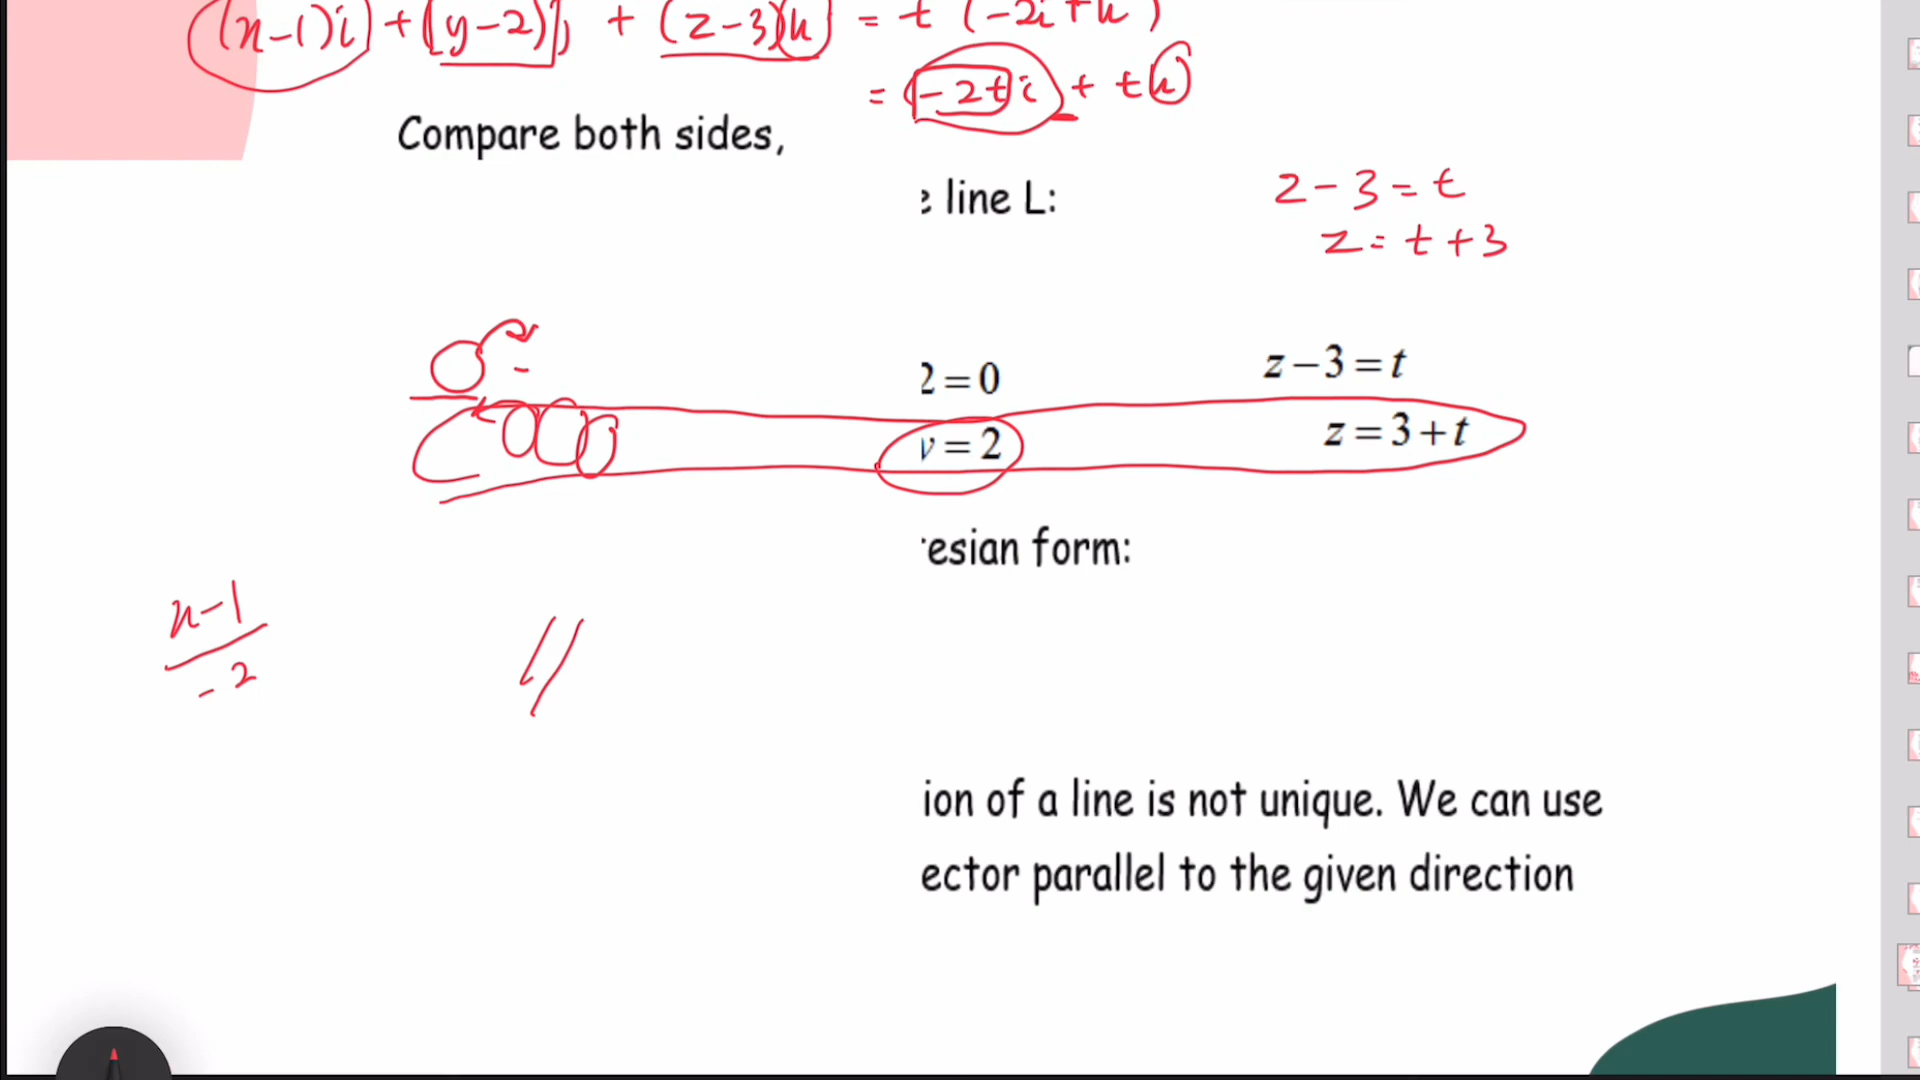 (x-1)i + (y-2)j + (z-3)k = t (-2i+k)
= -2ti + tk
Compare both sides,
line L:
z-3=t
z=t+3
2=0
z-3=t
y=2
z=3+t
esian form:
x-1
-2
ion of a line is not unique. We can use
ector parallel to the given direction